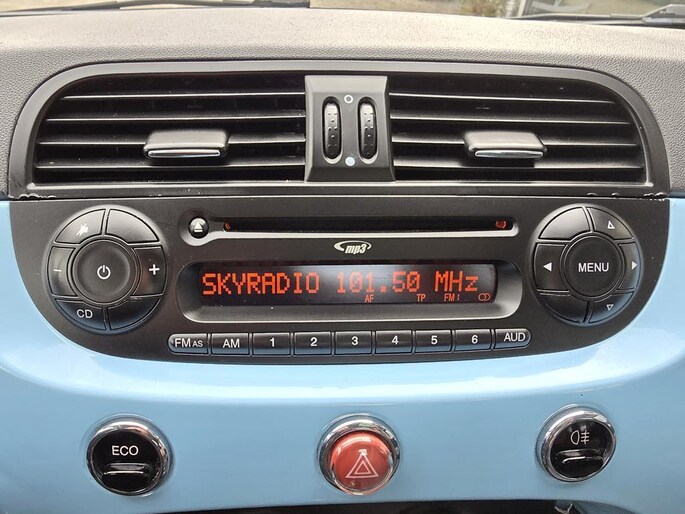 mp3
MENU
CD
SKYRADIO 101.50 MHz
AF TP FM1
FM AS AM 1 2 3 4 5 6 AUD
ECO